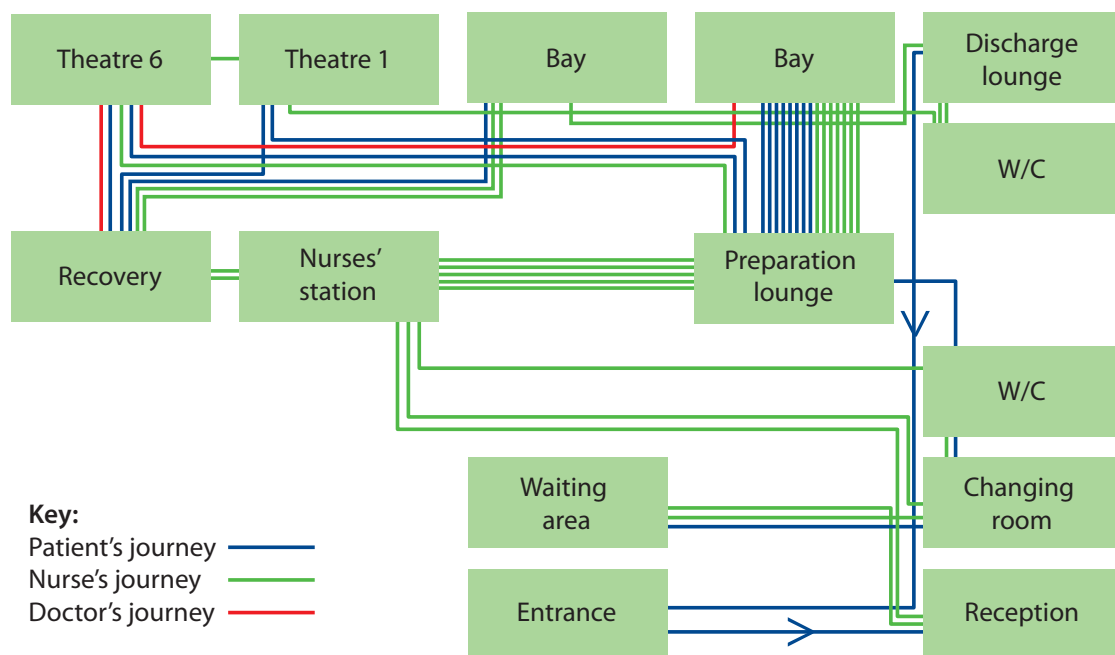 Theatre 6
Theatre 1
Bay
Bay
Discharge
lounge
W/C
Recovery
Nurses’
station
Preparation
lounge
W/C
Waiting
area
Changing
room
Entrance
Reception
Key:
Patient’s journey
Nurse’s journey
Doctor’s journey